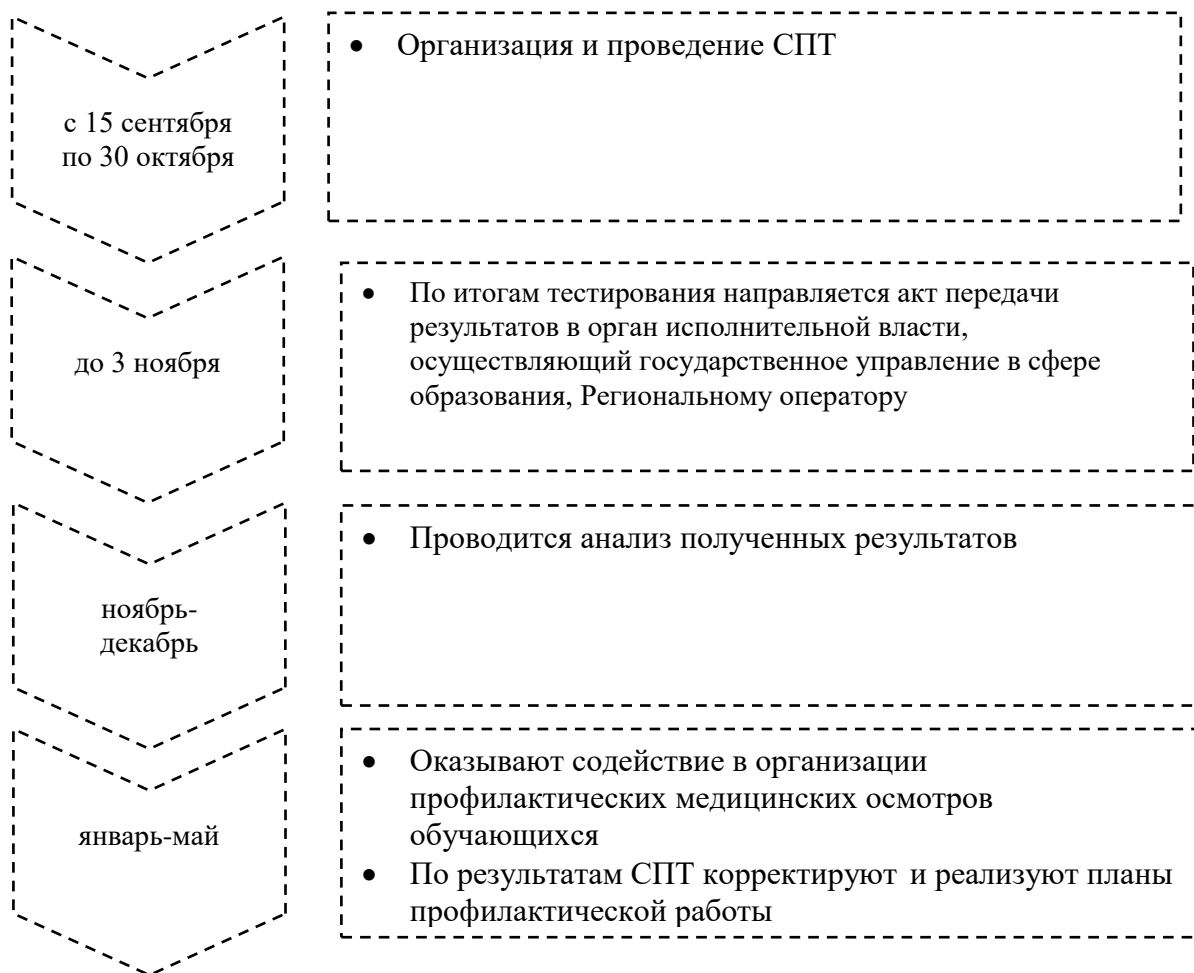 с 15 сентября
по 30 октября
• Организация и проведение СПТ
до 3 ноября
• По итогам тестирования направляется акт передачи
результатов в орган исполнительной власти,
осуществляющий государственное управление в сфере
образования, Региональному оператору
ноябрь-
декабрь
• Проводится анализ полученных результатов
январь-май
• Оказывают содействие в организации
профилактических медицинских осмотров
обучающихся
• По результатам СПТ корректируют и реализуют планы
профилактической работы